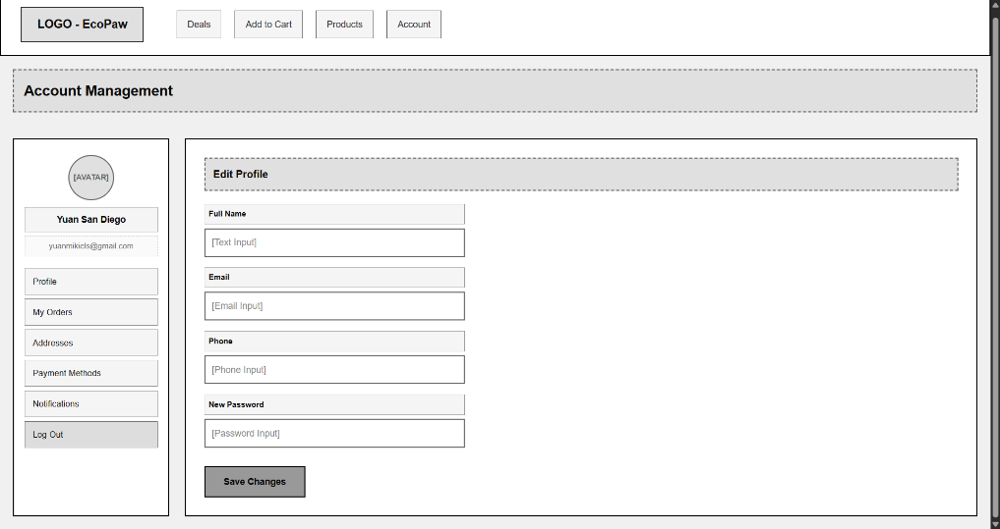 LOGO - EcoPaw
Deals
Add to Cart
Products
Account
Account Management
[AVATAR]
Yuan San Diego
yuanmikiels@gmail.com
Profile
My Orders
Addresses
Payment Methods
Notifications
Log Out
Edit Profile
Full Name
[Text Input]
Email
[Email Input]
Phone
[Phone Input]
New Password
[Password Input]
Save Changes